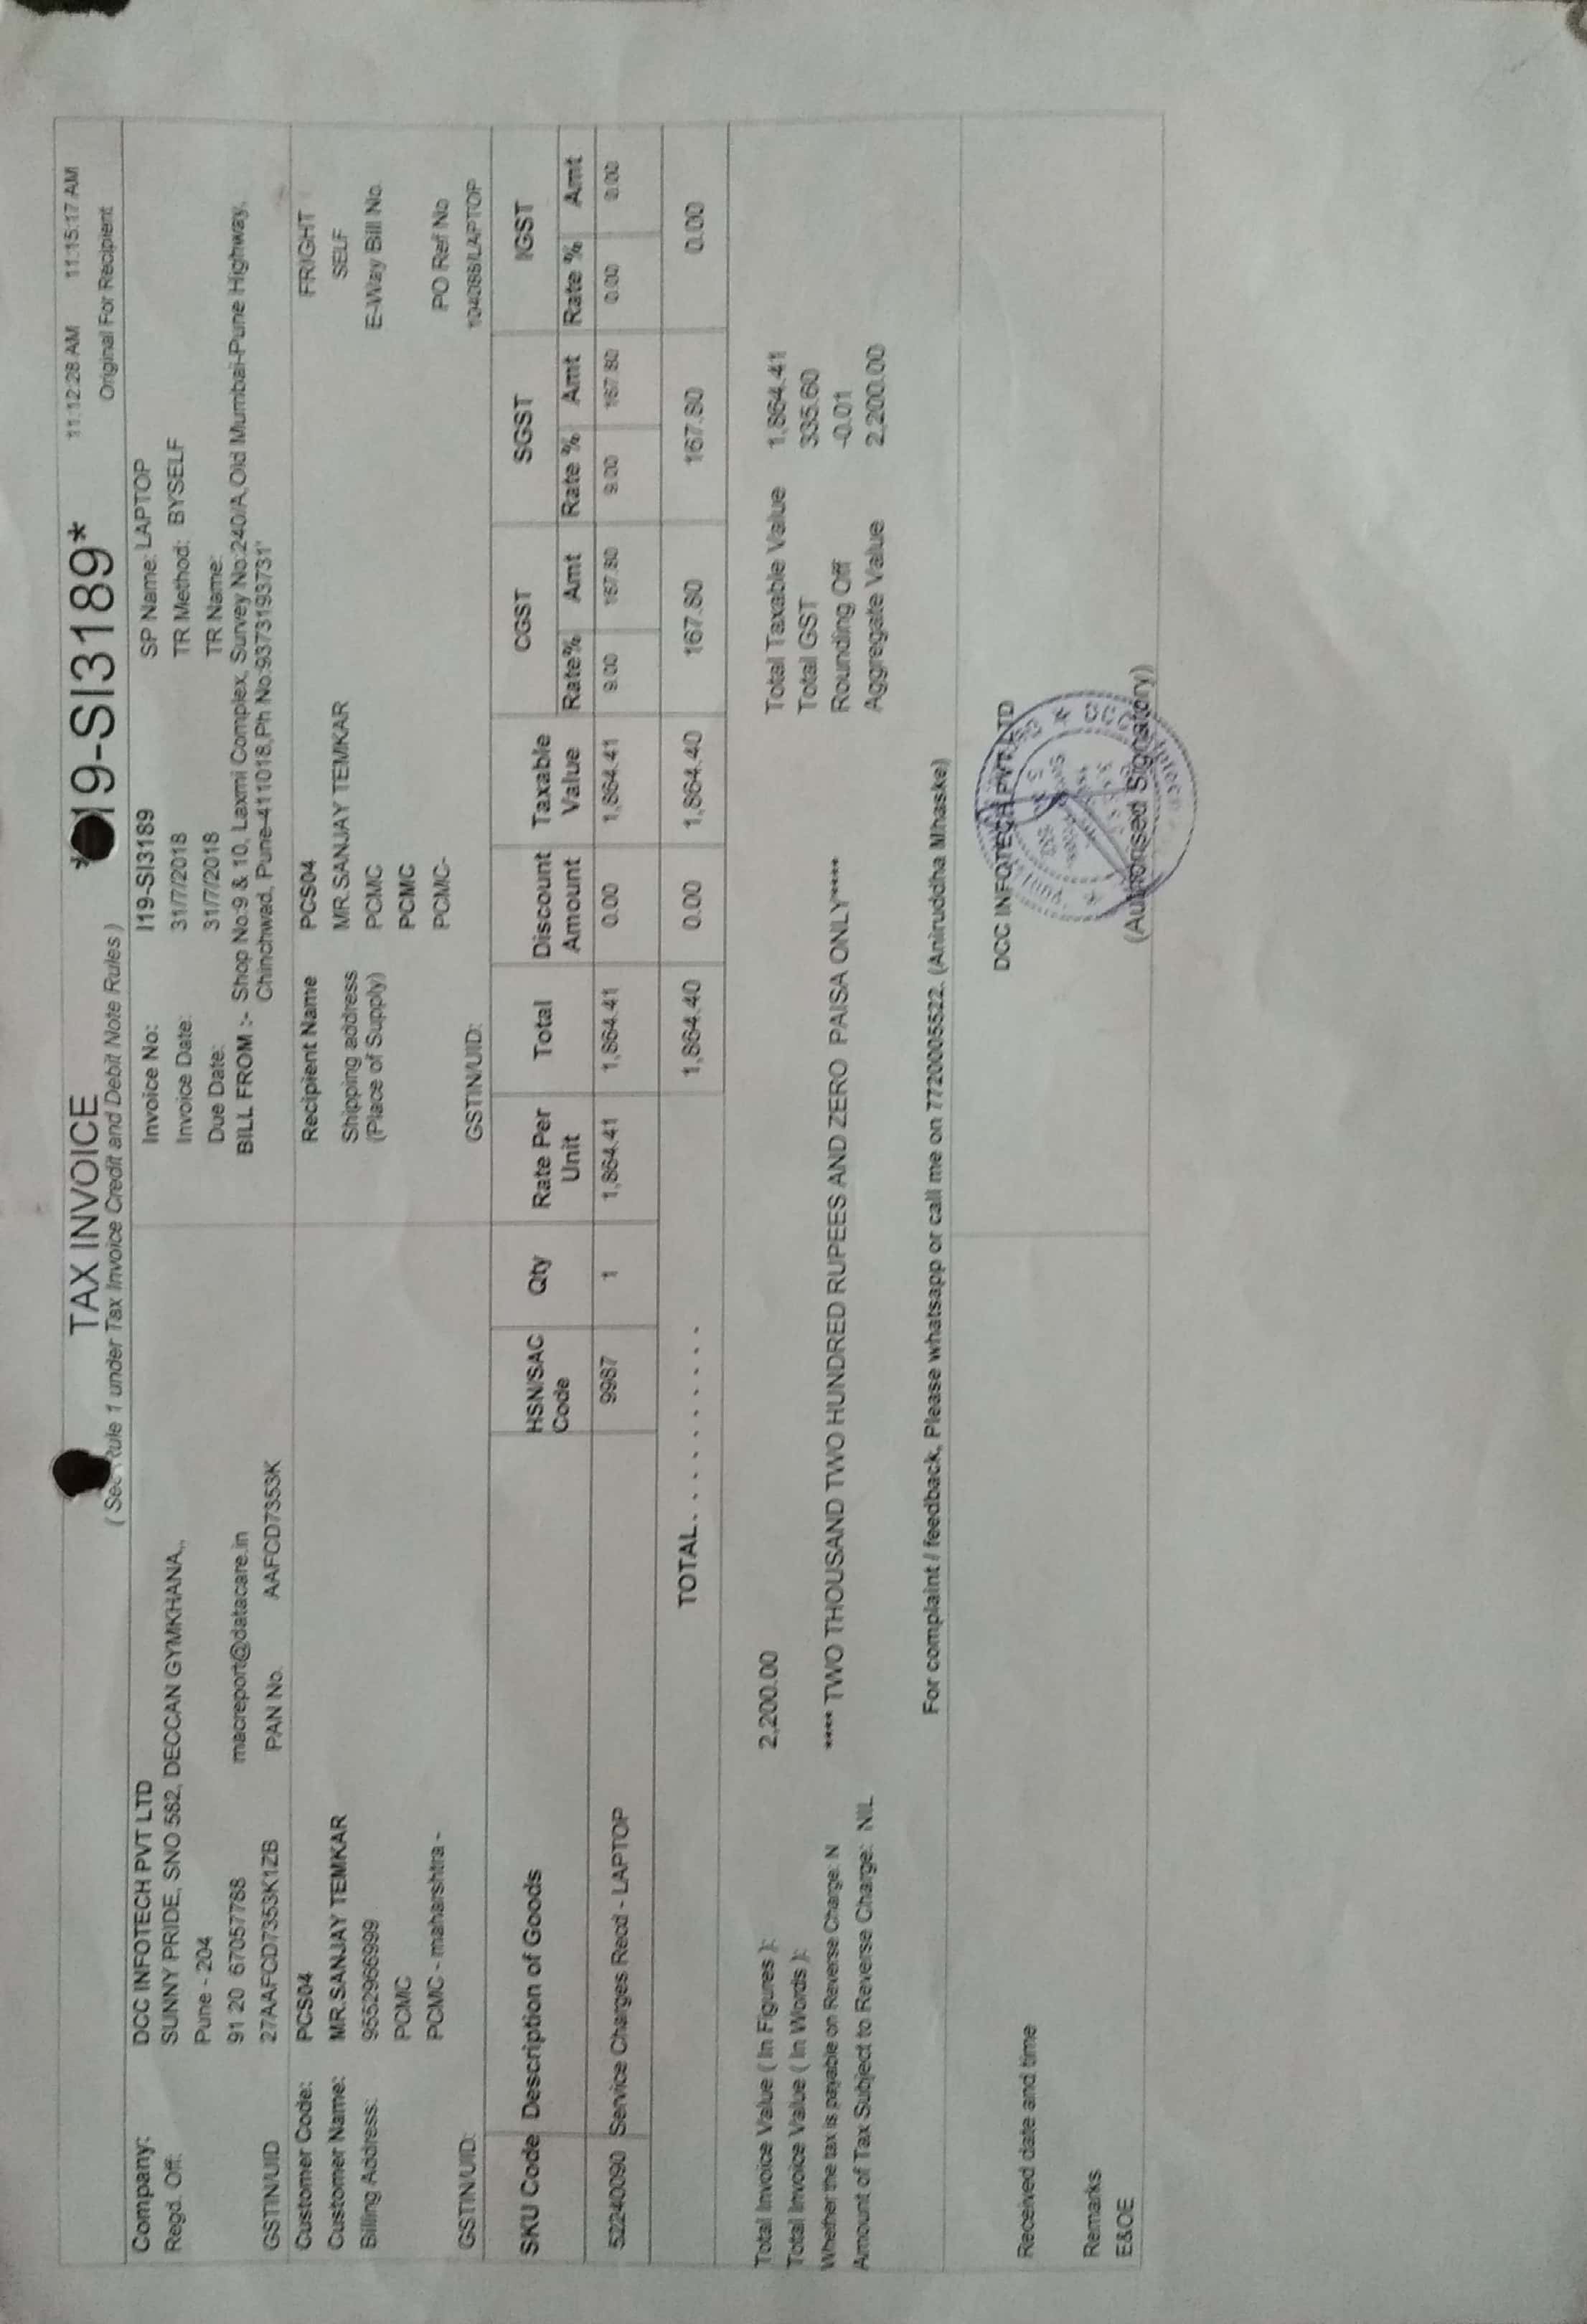 TAX INVOICE *I19-SI3189* 11:12:28 AM 11:15:17 AM
( See Rule 1 under Tax Invoice Credit and Debit Note Rules ) Original For Recipient
Company: DCC INFOTECH PVT LTD
Regd. Off: SUNNY PRIDE, SNO 582, DECCAN GYMKHANA,,
Pune - 204
91 20 67057788 macreport@datacare.in
GSTIN/UID 27AAFCD7353K1ZB PAN No. AAFCD7353K
Invoice No: I19-SI3189 SP Name: LAPTOP
Invoice Date: 31/7/2018 TR Method: BYSELF
Due Date: 31/7/2018 TR Name:
BILL FROM :- Shop No:9 & 10, Laxmi Complex, Survey No:240/A,Old Mumbai-Pune Highway,
Chinchwad, Pune-411018,Ph No:9373193731"
Customer Code: PCS04
Customer Name: MR.SANJAY TEMKAR
Billing Address: 9552966999
PCMC
PCMC - maharshtra -
GSTIN/UID:
Recipient Name PCS04 FRIGHT
Shipping address MR.SANJAY TEMKAR SELF
(Place of Supply) PCMC E-Way Bill No.
PCMC
PCMC- PO Ref No
GSTIN/UID: 104086/LAPTOP
SKU Code Description of Goods HSN/SAC Code Qty Rate Per Unit Total Discount Amount Taxable Value CGST SGST IGST
Rate% Amt Rate % Amt Rate % Amt
52240090 Service Charges Recd - LAPTOP 9987 1 1,864.41 1,864.41 0.00 1,864.41 9.00 167.80 9.00 167.80 0.00 0.00
TOTAL. . . . . . . . . . . 1,864.40 0.00 1,864.40 167.80 167.80 0.00
Total Invoice Value ( In Figures ): 2,200.00 Total Taxable Value 1,864.41
Total Invoice Value ( In Words ): **** TWO THOUSAND TWO HUNDRED RUPEES AND ZERO PAISA ONLY**** Total GST 335.60
Whether the tax is payable on Reverse Charge: N Rounding Off -0.01
Amount of Tax Subject to Reverse Charge: NIL Aggregate Value 2,200.00
For complaint / feedback, Please whatsapp or call me on 7720005522. (Aniruddha Mhaske)
DCC INFOTECH PVT LTD
Received date and time
Remarks
E&OE
(Authorised Signatory)